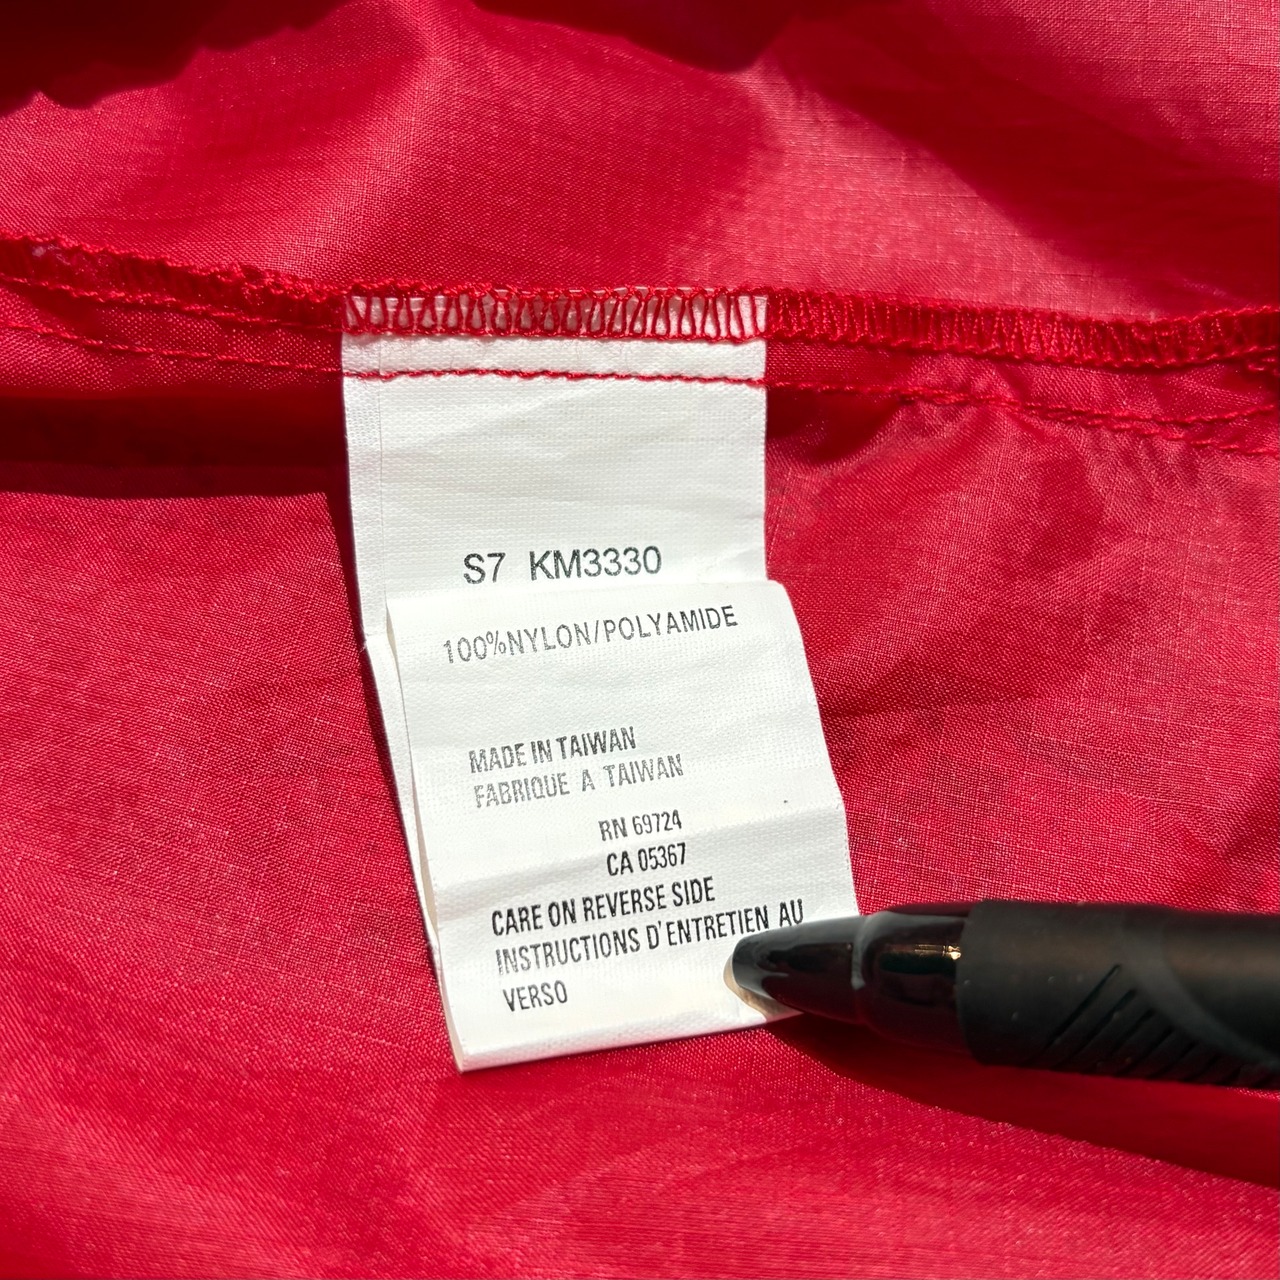 S7 KM3330
100%NYLON/POLYAMIDE
MADE IN TAIWAN
FABRIQUE A TAIWAN
RN 69724
CA 05367
CARE ON REVERSE SIDE
INSTRUCTIONS D'ENTRETIEN AU
VERSO